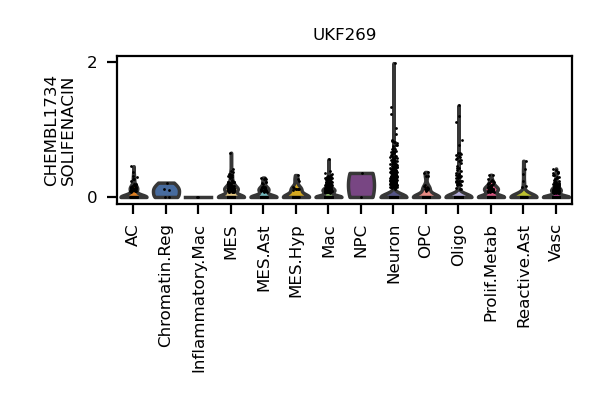 UKF269
CHEMBL1734
SOLIFENACIN
2
0
AC
Chromatin.Reg
Inflammatory.Mac
MES
MES.Ast
MES.Hyp
Mac
NPC
Neuron
OPC
Oligo
Prolif.Metab
Reactive.Ast
Vasc